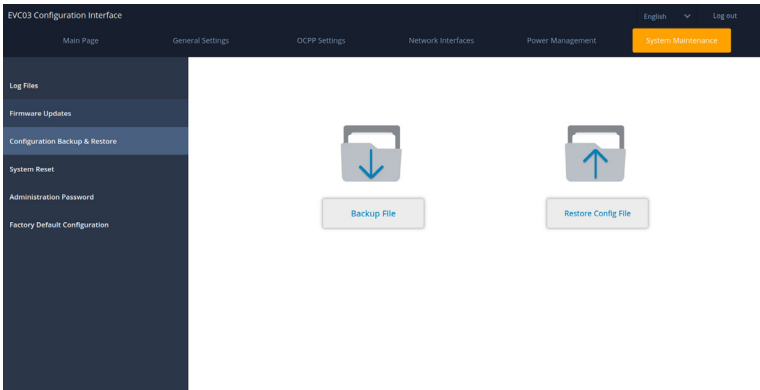 EVC03 Configuration Interface
English
Log out
Main Page
General Settings
OCPP Settings
Network Interfaces
Power Management
System Maintenance
Log Files
Firmware Updates
Configuration Backup & Restore
System Reset
Administration Password
Factory Default Configuration
Backup File
Restore Config File